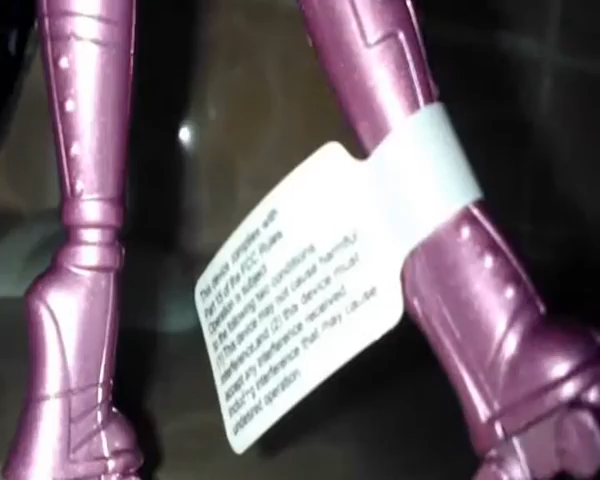 This device complies with
Part 15 of the FCC Rules
Operation is subject
to the following two conditions
(1) This device may not cause harmful
interference,and (2) this device must
accept any interference received
interference that may cause
undesired operation